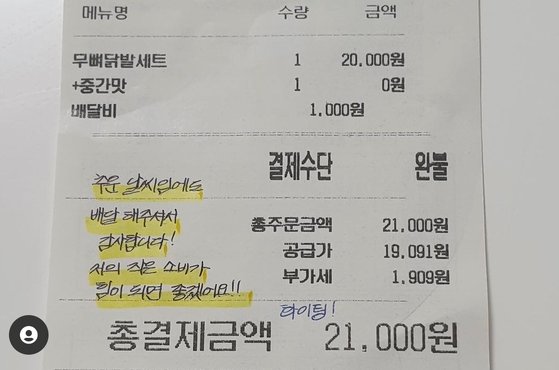 메뉴명 수량 금액
무뼈닭발세트 1 20,000원
+중간맛 1 0원
배달비 1,000원
결제수단 완불
추운 날씨임에도
배달 해주셔서
감사합니다!
저의 작은 소비가
힘이 되면 좋겠어요!!
총주문금액 21,000원
공급가 19,091원
부가세 1,909원
화이팅!
총결제금액 21,000원